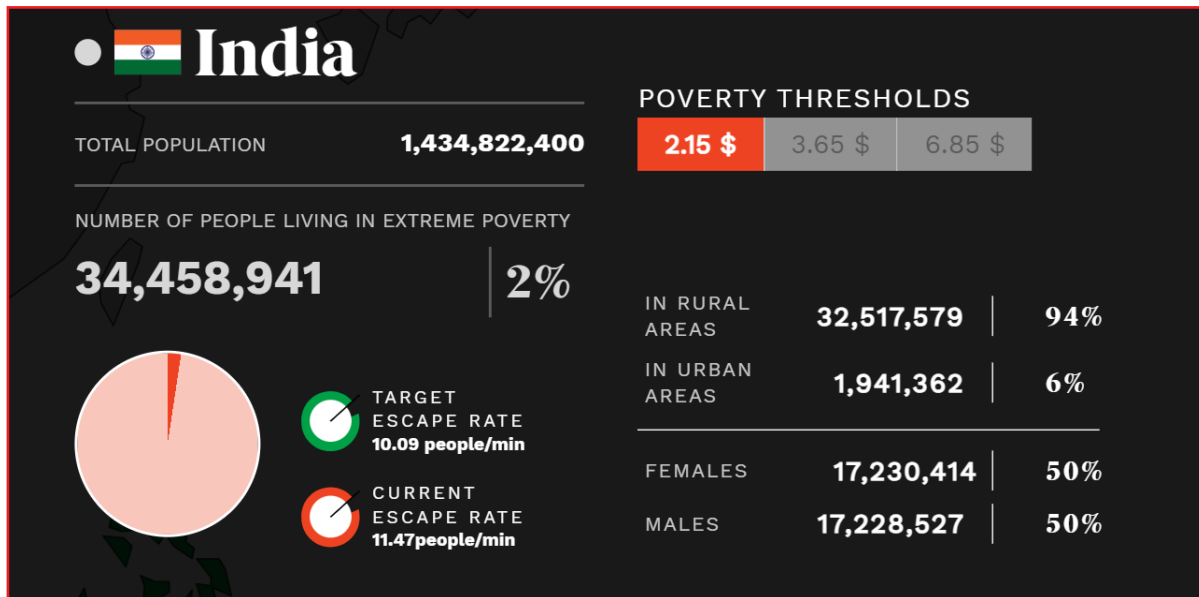 India
TOTAL POPULATION 1,434,822,400
NUMBER OF PEOPLE LIVING IN EXTREME POVERTY
34,458,941 2%
TARGET
ESCAPE RATE
10.09 people/min
CURRENT
ESCAPE RATE
11.47people/min
POVERTY THRESHOLDS
2.15 $ 3.65 $ 6.85 $
IN RURAL
AREAS 32,517,579 94%
IN URBAN
AREAS 1,941,362 6%
FEMALES 17,230,414 50%
MALES 17,228,527 50%